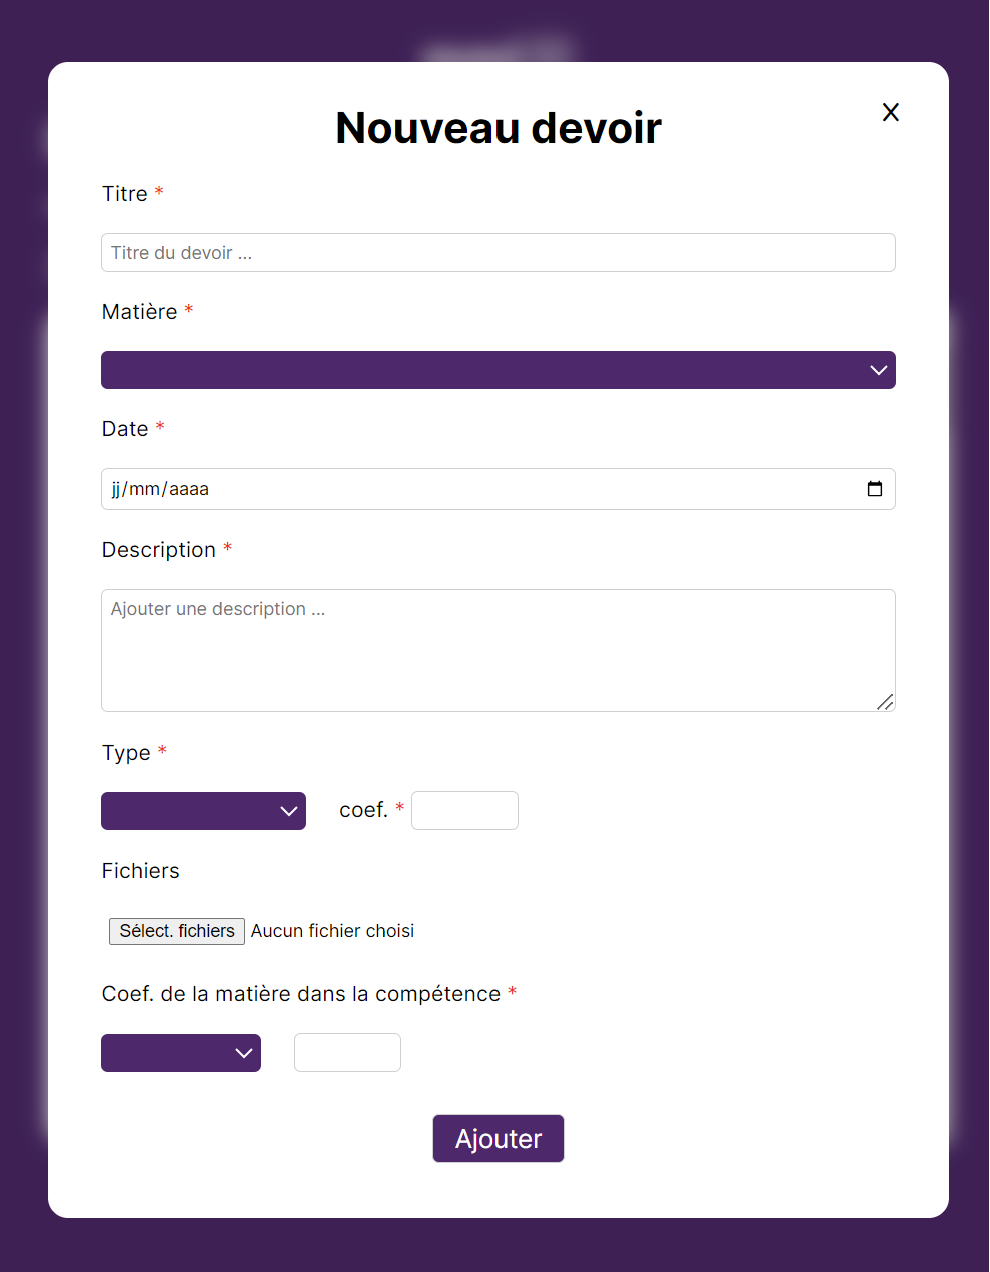 Nouveau devoir
X
Titre *
Titre du devoir ...
Matière *
Date *
jj/mm/aaaa
Description *
Ajouter une description ...
Type *
coef. *
Fichiers
Sélect. fichiers Aucun fichier choisi
Coef. de la matière dans la compétence *
Ajouter